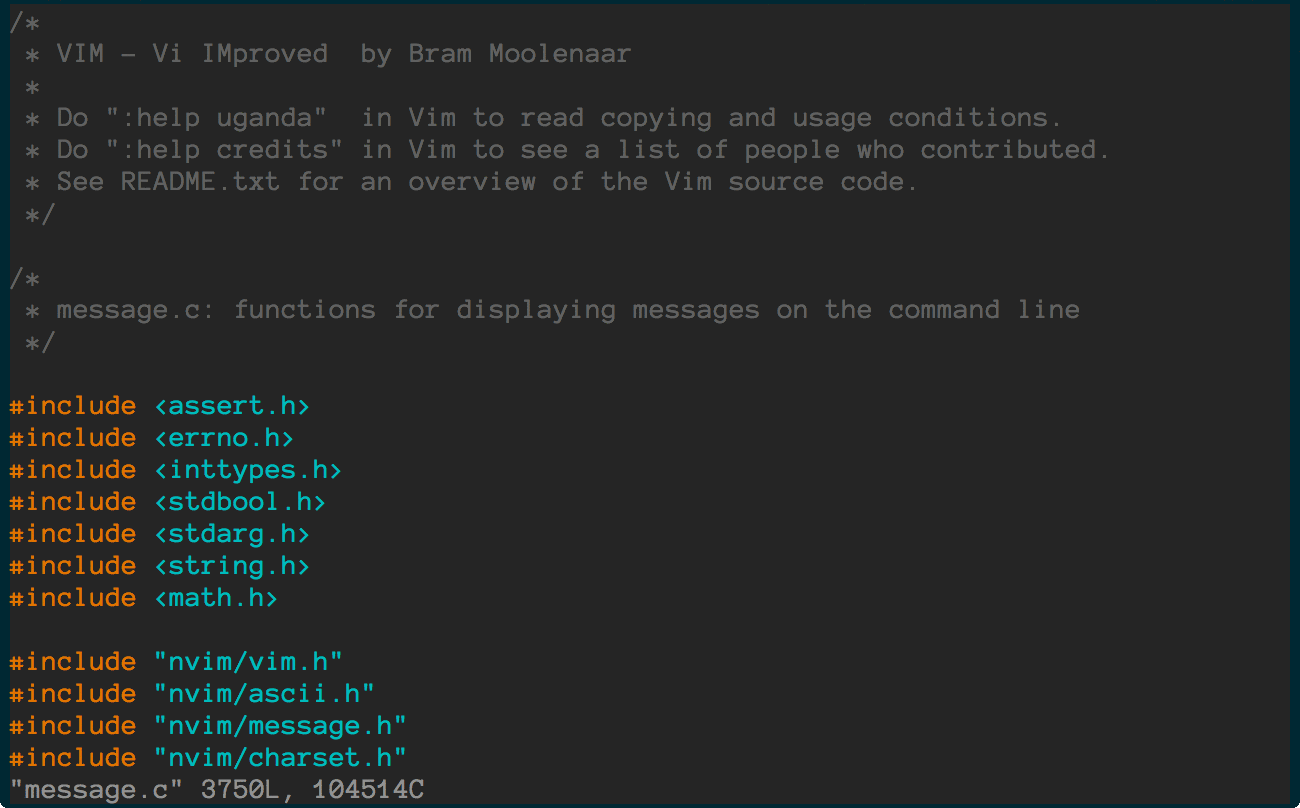 /*
 * VIM – Vi IMproved  by Bram Moolenaar
 *
 * Do ":help uganda"  in Vim to read copying and usage conditions.
 * Do ":help credits" in Vim to see a list of people who contributed.
 * See README.txt for an overview of the Vim source code.
 */

/*
 * message.c: functions for displaying messages on the command line
 */

#include <assert.h>
#include <errno.h>
#include <inttypes.h>
#include <stdbool.h>
#include <stdarg.h>
#include <string.h>
#include <math.h>

#include "nvim/vim.h"
#include "nvim/ascii.h"
#include "nvim/message.h"
#include "nvim/charset.h"
"message.c" 3750L, 104514C